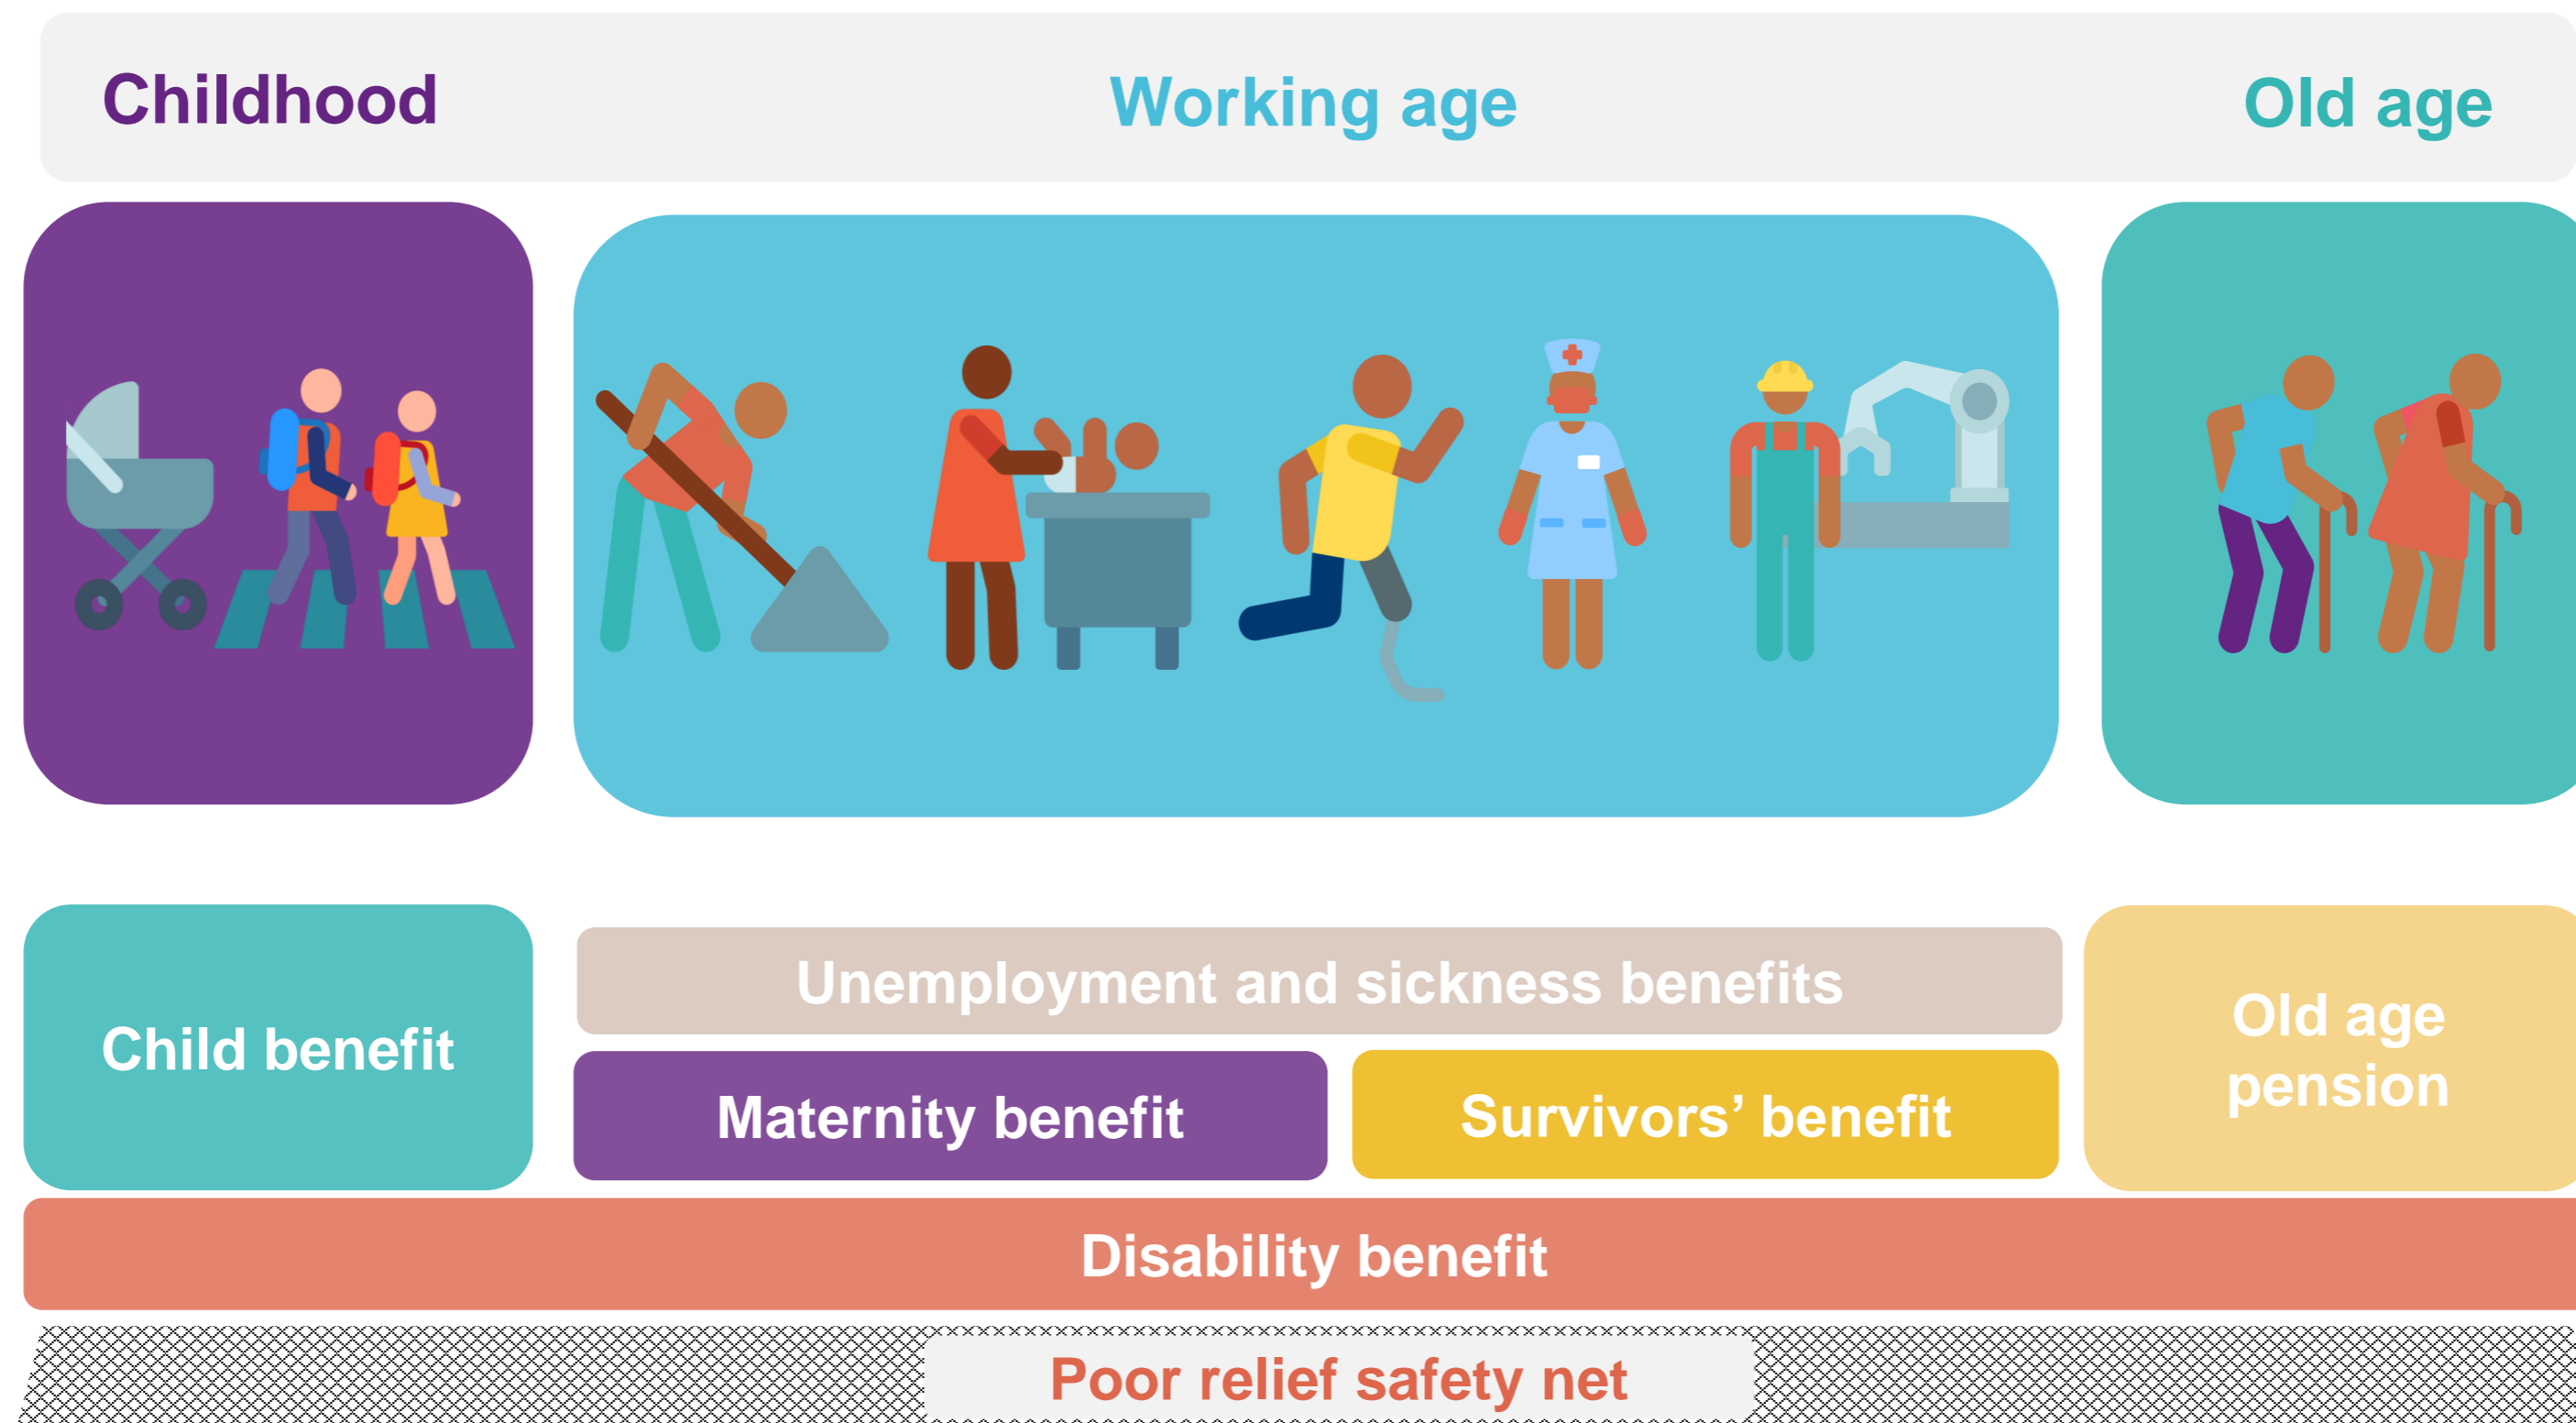 Childhood
Working age
Old age
Unemployment and sickness benefits
Child benefit
Old age
pension
Maternity benefit
Survivors’ benefit
Disability benefit
Poor relief safety net